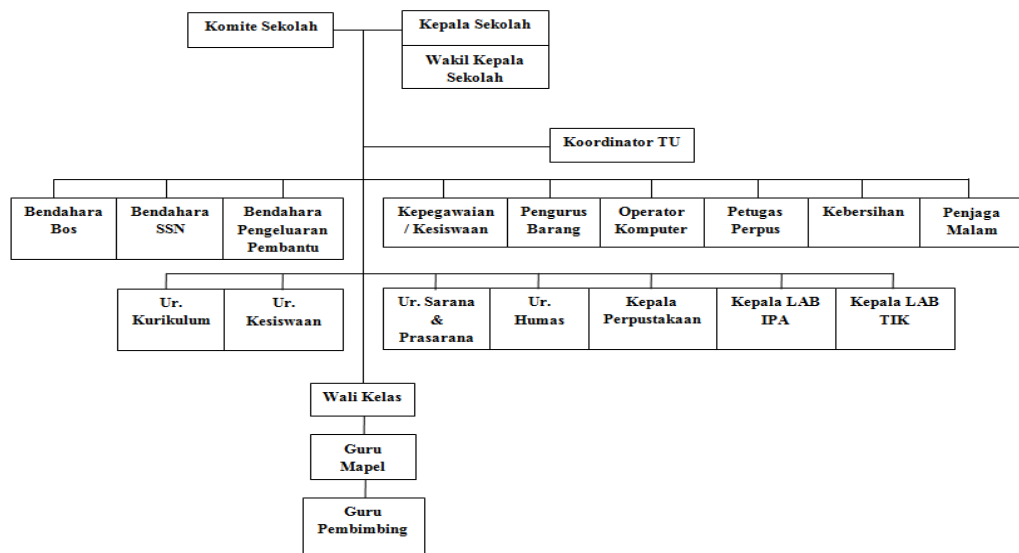 Komite Sekolah
Kepala Sekolah
Wakil Kepala
Sekolah
Koordinator TU
Bendahara
Bos
Bendahara
SSN
Bendahara
Pengeluaran
Pembantu
Kepegawaian
/ Kesiswaan
Pengurus
Barang
Operator
Komputer
Petugas
Perpus
Kebersihan
Penjaga
Malam
Ur.
Kurikulum
Ur.
Kesiswaan
Ur. Sarana
&
Prasarana
Ur.
Humas
Kepala
Perpustakaan
Kepala LAB
IPA
Kepala LAB
TIK
Wali Kelas
Guru
Mapel
Guru
Pembimbing